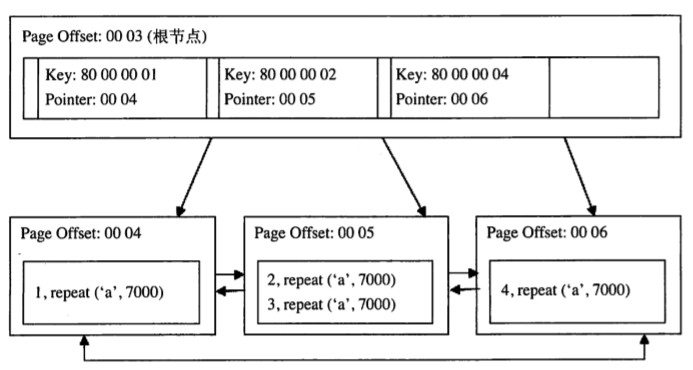 Page Offset: 00 03 (根节点)
Key: 80 00 00 01
Pointer: 00 04
Key: 80 00 00 02
Pointer: 00 05
Key: 80 00 00 04
Pointer: 00 06
Page Offset: 00 04
1, repeat (‘a’, 7000)
Page Offset: 00 05
2, repeat (‘a’, 7000)
3, repeat (‘a’, 7000)
Page Offset: 00 06
4, repeat (‘a’, 7000)